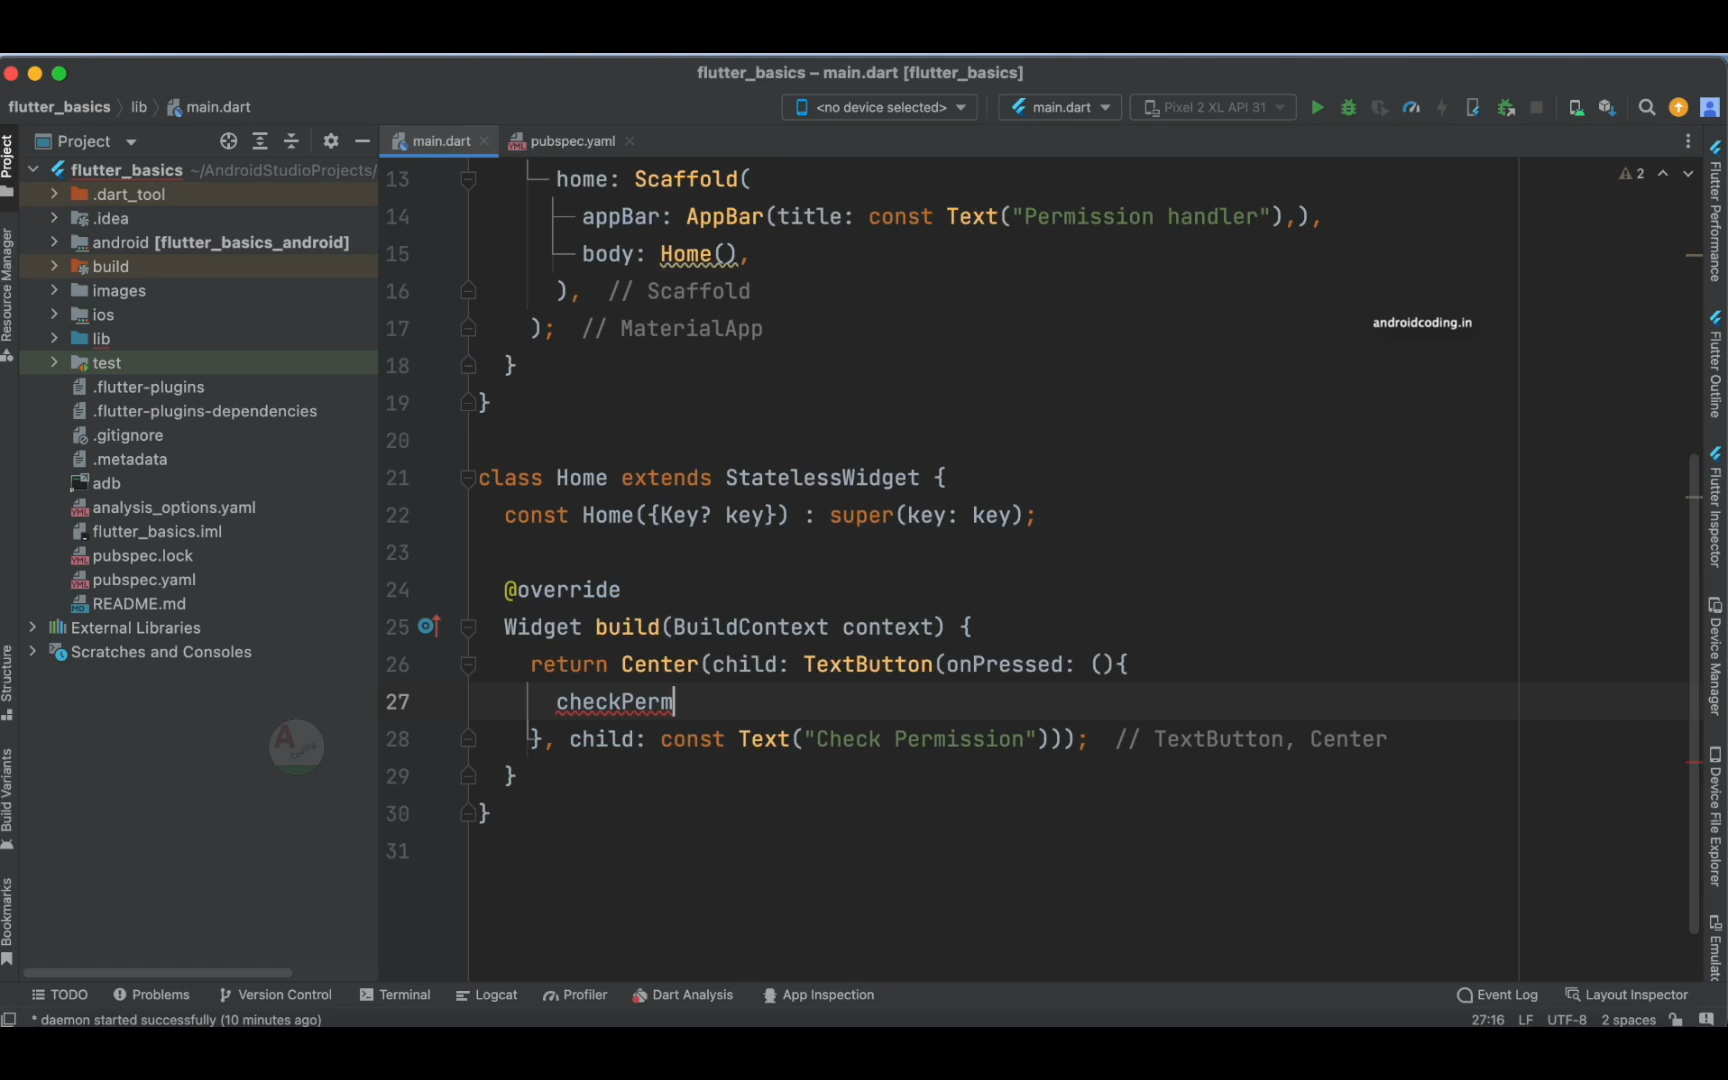 flutter_basics – main.dart [flutter_basics]
flutter_basics lib main.dart <no device selected> main.dart Pixel 2 XL API 31
Project main.dart pubspec.yaml
flutter_basics ~/AndroidStudioProjects/
.dart_tool
.idea
android [flutter_basics_android]
build
images
ios
lib
test
.flutter-plugins
.flutter-plugins-dependencies
.gitignore
.metadata
adb
analysis_options.yaml
flutter_basics.iml
pubspec.lock
pubspec.yaml
README.md
External Libraries
Scratches and Consoles
13 home: Scaffold(
14 appBar: AppBar(title: const Text("Permission handler"),),
15 body: Home(),
16 ), // Scaffold
17 ); // MaterialApp
18 }
19 }
20
21 class Home extends StatelessWidget {
22 const Home({Key? key}) : super(key: key);
23
24 @override
25 Widget build(BuildContext context) {
26 return Center(child: TextButton(onPressed: (){
27 checkPerm
28 }, child: const Text("Check Permission"))); // TextButton, Center
29 }
30 }
31
2
androidcoding.in
A Coding
Project
Resource Manager
Structure
Build Variants
Bookmarks
Flutter Performance
Flutter Outline
Flutter Inspector
Device Manager
Device File Explorer
Emulato
TODO Problems Version Control Terminal Logcat Profiler Dart Analysis App Inspection Event Log Layout Inspector
* daemon started successfully (10 minutes ago) 27:16 LF UTF-8 2 spaces